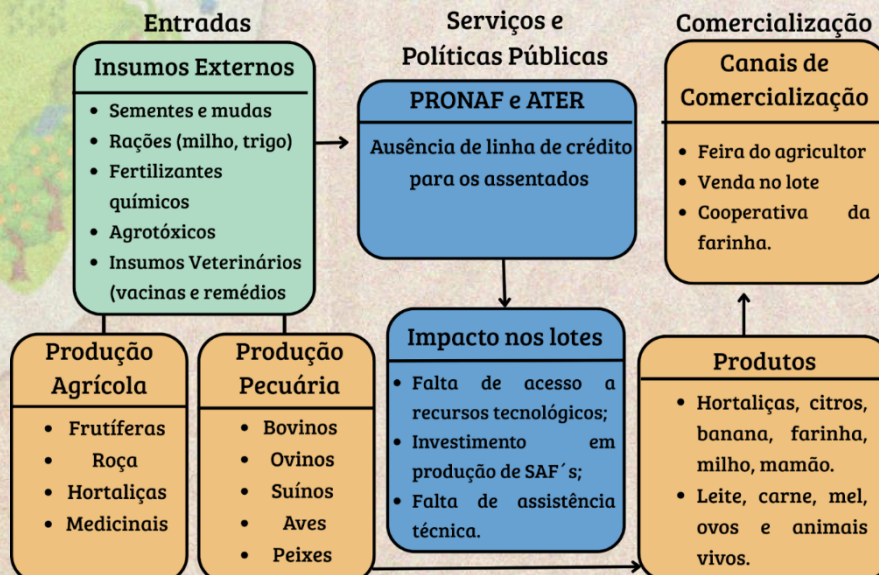 Entradas
Insumos Externos
• Sementes e mudas
• Rações (milho, trigo)
• Fertilizantes
químicos
• Agrotóxicos
• Insumos Veterinários
(vacinas e remédios
Produção
Agrícola
• Frutíferas
• Roça
• Hortaliças
• Medicinais
Produção
Pecuária
• Bovinos
• Ovinos
• Suínos
• Aves
• Peixes
Serviços e
Políticas Públicas
PRONAF e ATER
Ausência de linha de crédito
para os assentados
Impacto nos lotes
• Falta de acesso a
recursos tecnológicos;
• Investimento em
produção de SAF´s;
• Falta de assistência
técnica.
Comercialização
Canais de
Comercialização
• Feira do agricultor
• Venda no lote
• Cooperativa da
farinha.
Produtos
• Hortaliças, citros,
banana, farinha,
milho, mamão.
• Leite, carne, mel,
ovos e animais
vivos.